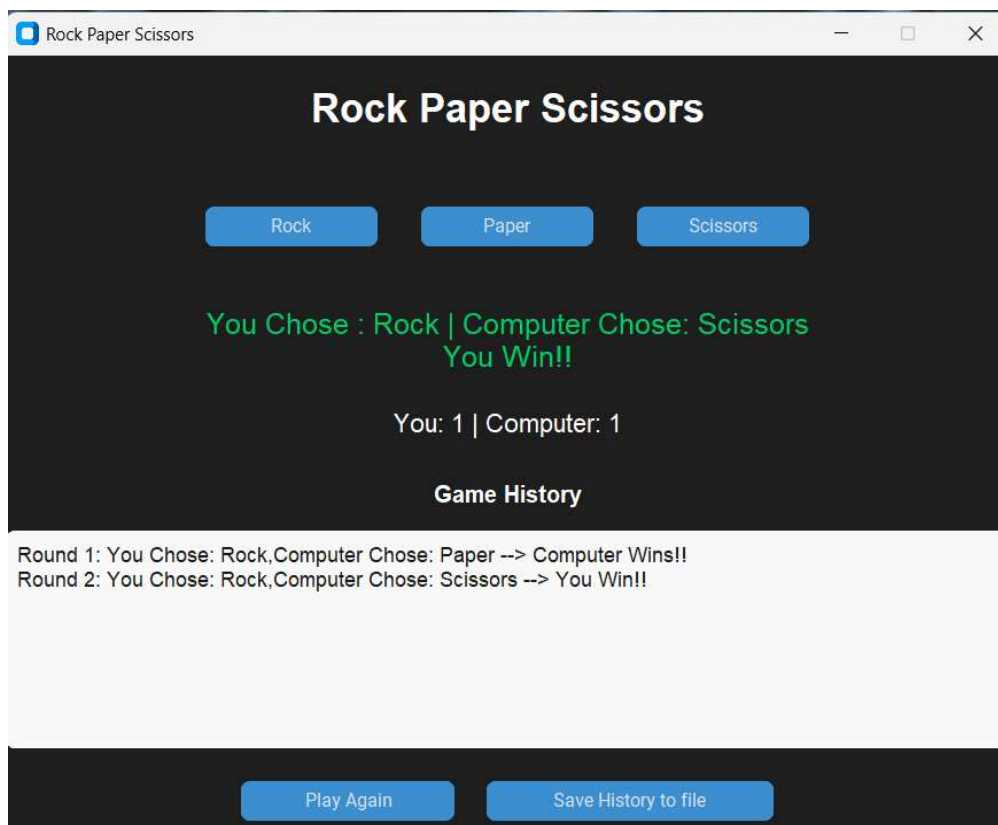 Rock Paper Scissors
Rock Paper Scissors
Rock Paper Scissors
You Chose : Rock | Computer Chose: Scissors
You Win!!
You: 1 | Computer: 1
Game History
Round 1: You Chose: Rock,Computer Chose: Paper --> Computer Wins!!
Round 2: You Chose: Rock,Computer Chose: Scissors --> You Win!!
Play Again Save History to file